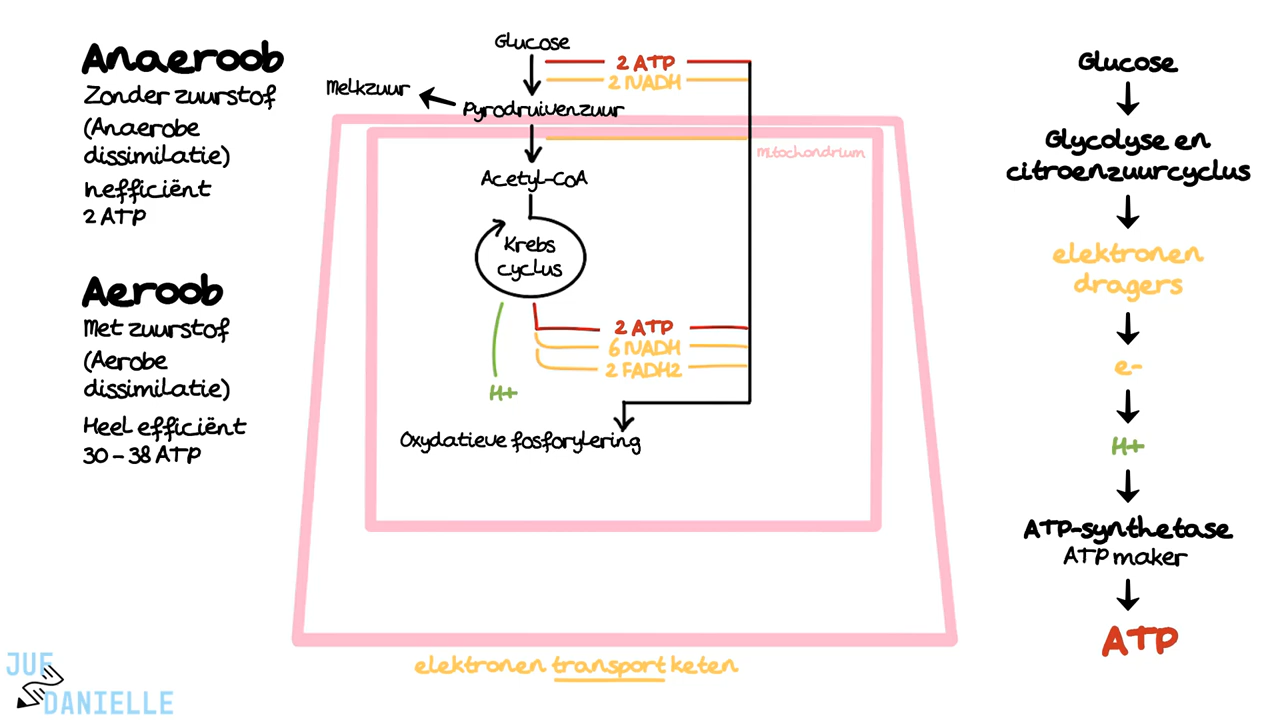 Anaeroob
Zonder zuurstof
(Anaerobe
dissimilatie)
Inefficiënt
2 ATP
Aeroob
Met zuurstof
(Aerobe
dissimilatie)
Heel efficiënt
30 - 38 ATP
Glucose
2 ATP
2 NADH
Melkzuur
Pyrodruivenzuur
mitochondrium
Acetyl-CoA
Krebs
cyclus
2 ATP
6 NADH
2 FADH2
H+
Oxydatieve fosforylering
elektronen transport keten
Glucose
Glycolyse en
citroenzuurcyclus
elektronen
dragers
e-
H+
ATP-synthetase
ATP maker
ATP
JUF
DANIELLE